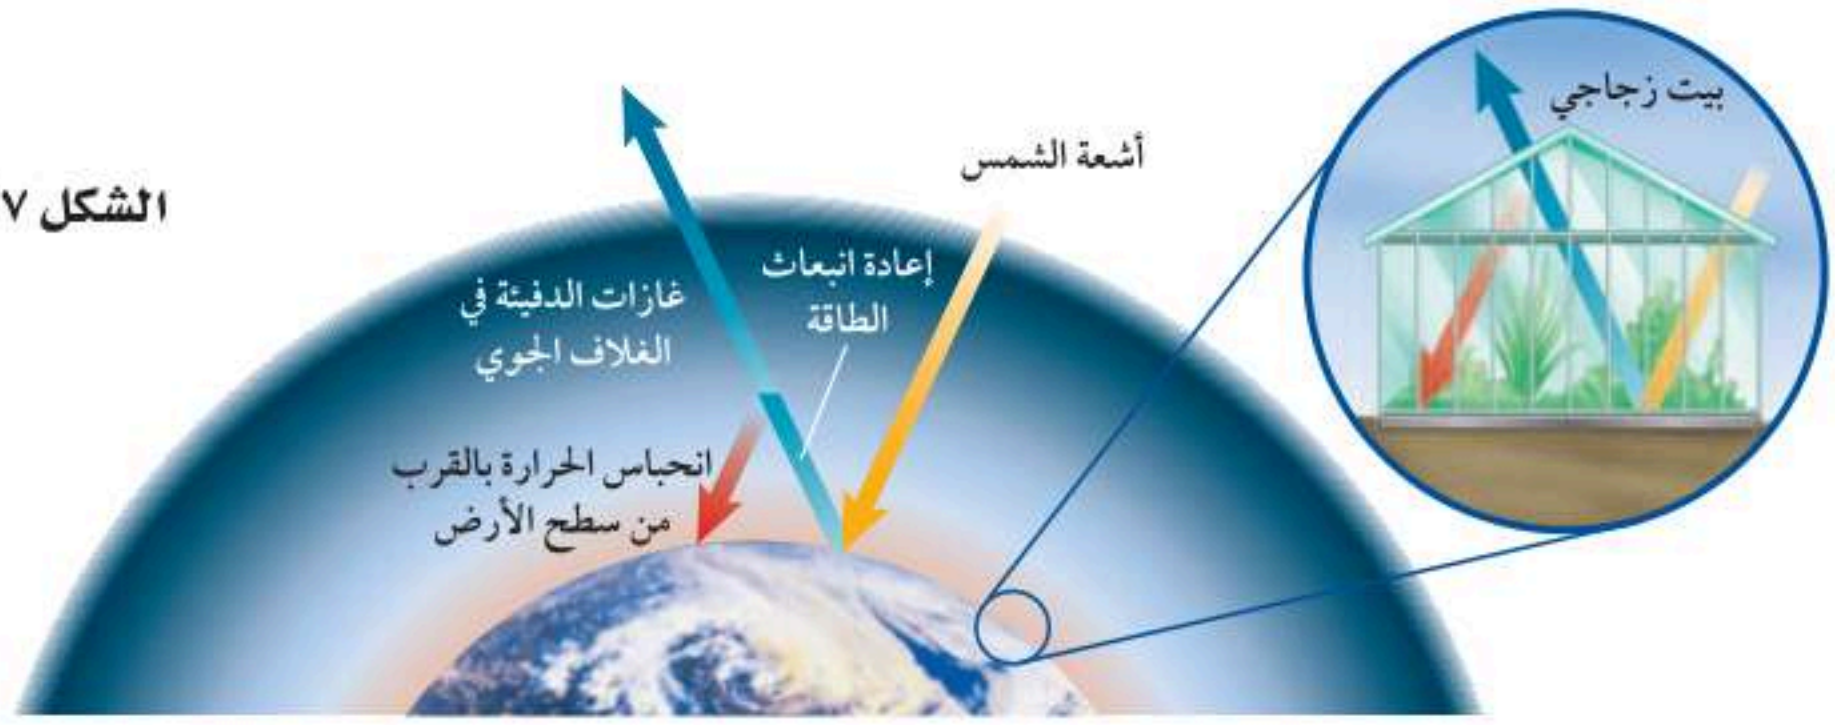 بيت زجاجي
أشعة الشمس
الشكل ٧
إعادة انبعاث
الطاقة
غازات الدفيئة في
الغلاف الجوي
انحباس الحرارة بالقرب
من سطح الأرض